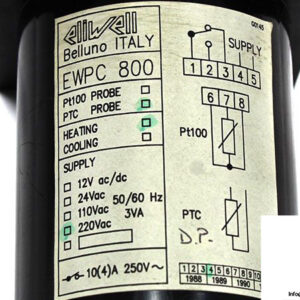 eliwell
Belluno ITALY
EWPC 800
Pt100 PROBE
PTC PROBE
HEATING
COOLING
SUPPLY
12V ac/dc
24Vac
110Vac
220Vac
50/60 Hz
3VA
10(4)A 250V~
00145
SUPPLY
1 2 3 4 5
6 7 8
Pt100
PTC
D.P.
1 2 3 4 5 6 7 8 9 10
1988 1989 1990